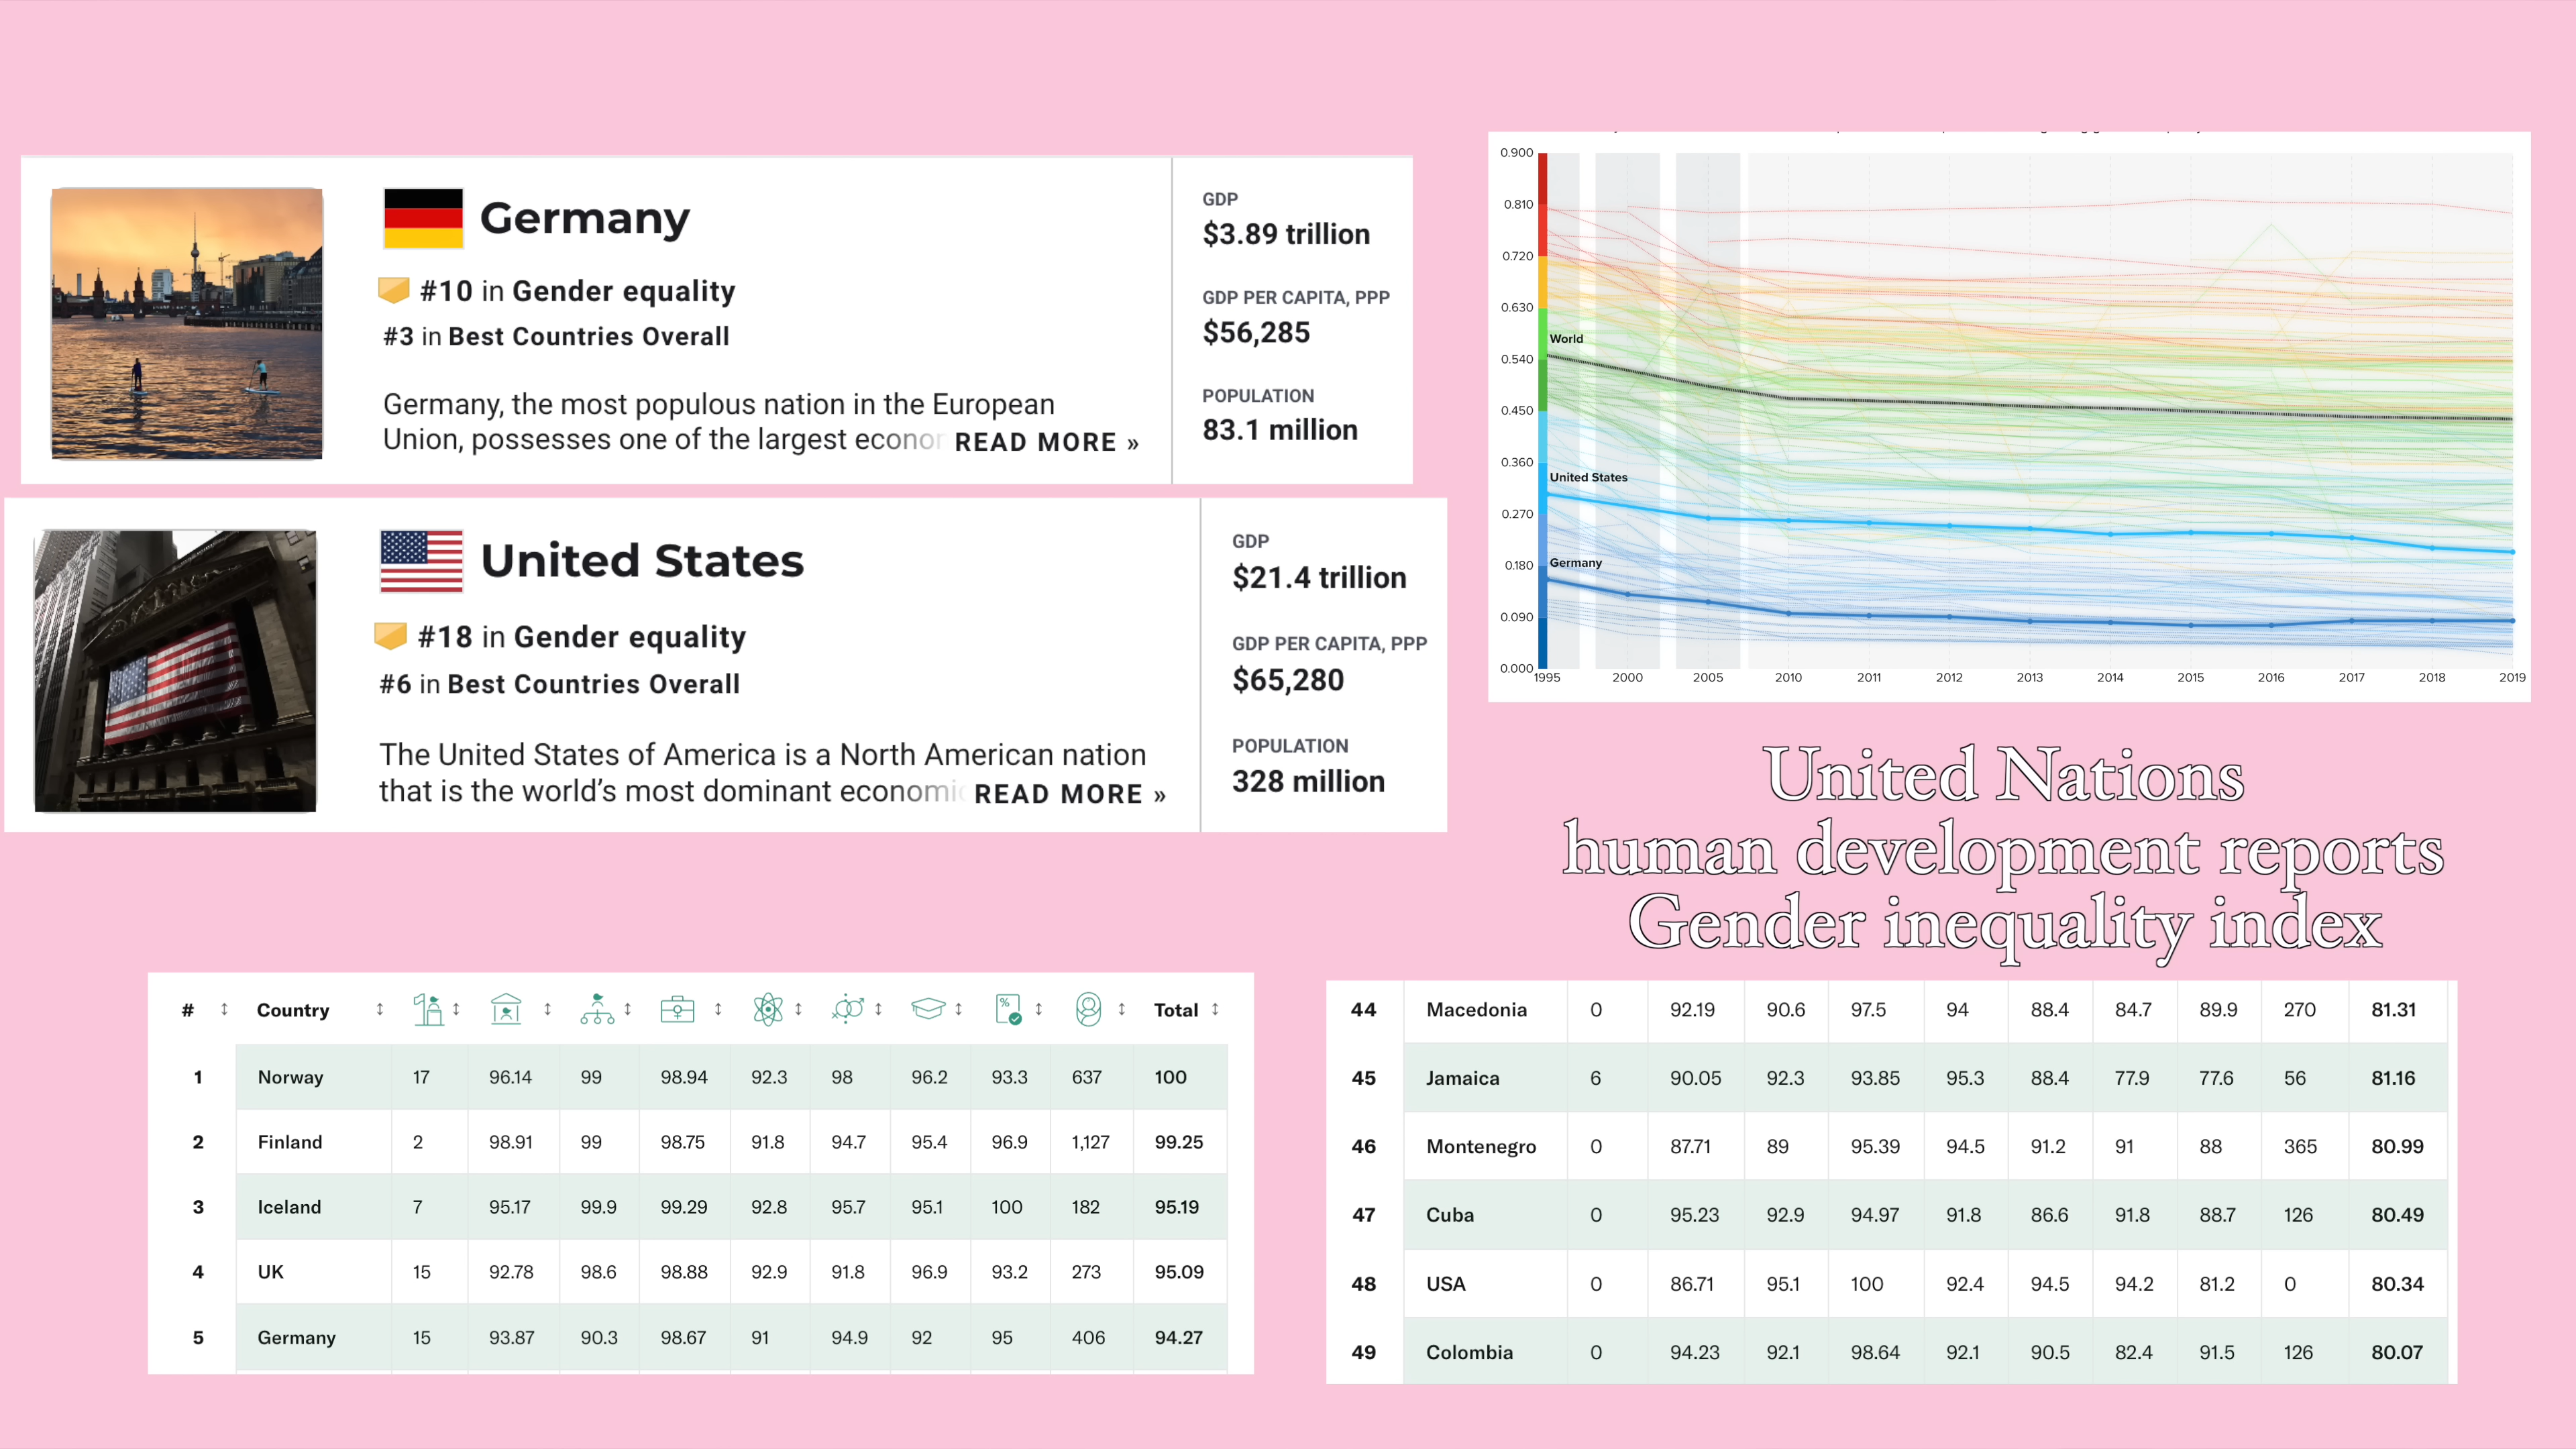 Germany
#10 in Gender equality
#3 in Best Countries Overall
Germany, the most populous nation in the European
Union, possesses one of the largest econor READ MORE »
GDP
$3.89 trillion
GDP PER CAPITA, PPP
$56,285
POPULATION
83.1 million
United States
#18 in Gender equality
#6 in Best Countries Overall
The United States of America is a North American nation
that is the world's most dominant economic READ MORE »
GDP
$21.4 trillion
GDP PER CAPITA, PPP
$65,280
POPULATION
328 million
0.900
0.810
0.720
0.630
World
0.540
0.450
0.360
United States
0.270
0.180 Germany
0.090
0.000
1995 2000 2005 2010 2011 2012 2013 2014 2015 2016 2017 2018 2019
United Nations
human development reports
Gender inequality index
# Country % Total
1 Norway 17 96.14 99 98.94 92.3 98 96.2 93.3 637 100
2 Finland 2 98.91 99 98.75 91.8 94.7 95.4 96.9 1,127 99.25
3 Iceland 7 95.17 99.9 99.29 92.8 95.7 95.1 100 182 95.19
4 UK 15 92.78 98.6 98.88 92.9 91.8 96.9 93.2 273 95.09
5 Germany 15 93.87 90.3 98.67 91 94.9 92 95 406 94.27
44 Macedonia 0 92.19 90.6 97.5 94 88.4 84.7 89.9 270 81.31
45 Jamaica 6 90.05 92.3 93.85 95.3 88.4 77.9 77.6 56 81.16
46 Montenegro 0 87.71 89 95.39 94.5 91.2 91 88 365 80.99
47 Cuba 0 95.23 92.9 94.97 91.8 86.6 91.8 88.7 126 80.49
48 USA 0 86.71 95.1 100 92.4 94.5 94.2 81.2 0 80.34
49 Colombia 0 94.23 92.1 98.64 92.1 90.5 82.4 91.5 126 80.07